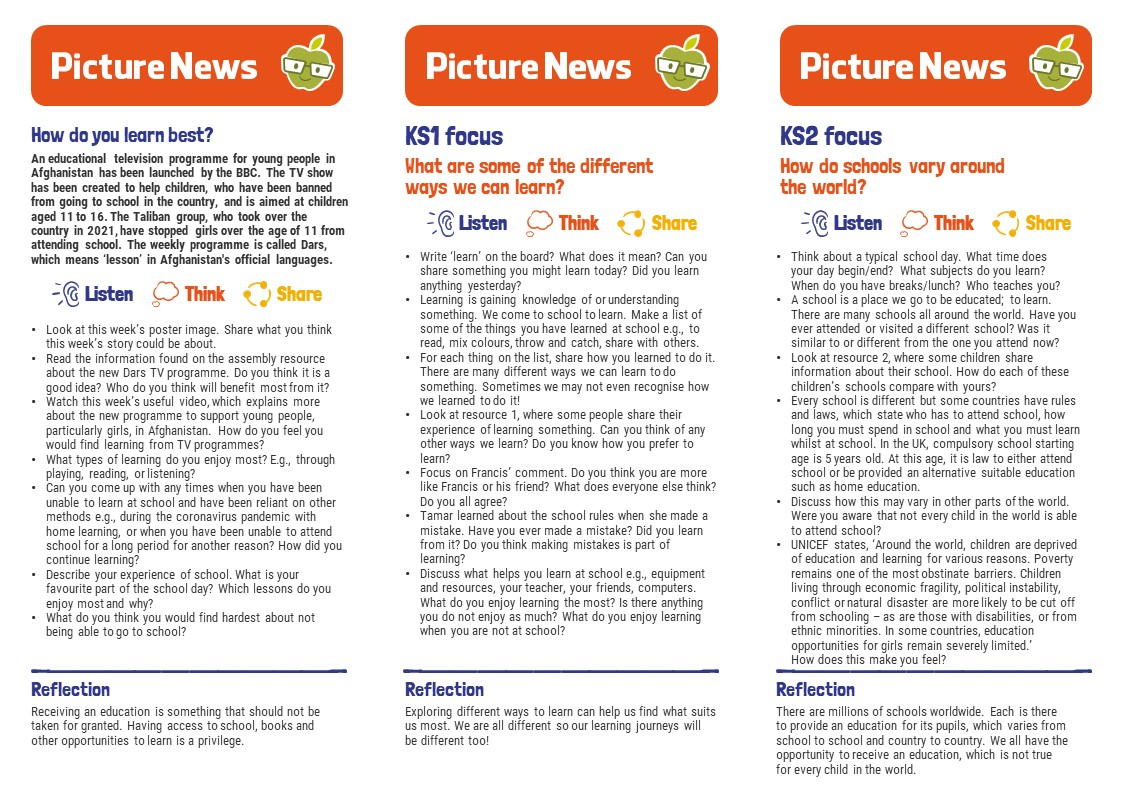 Picture News
How do you learn best?
An educational television programme for young people in
Afghanistan has been launched by the BBC. The TV show
has been created to help children, who have been banned
from going to school in the country, and is aimed at children
aged 11 to 16. The Taliban group, who took over the
country in 2021, have stopped girls over the age of 11 from
attending school. The weekly programme is called Dars,
which means ‘lesson’ in Afghanistan's official languages.
Listen Think Share
• Look at this week’s poster image. Share what you think
this week’s story could be about.
• Read the information found on the assembly resource
about the new Dars TV programme. Do you think it is a
good idea? Who do you think will benefit most from it?
• Watch this week’s useful video, which explains more
about the new programme to support young people,
particularly girls, in Afghanistan. How do you feel you
would find learning from TV programmes?
• What types of learning do you enjoy most? E.g., through
playing, reading, or listening?
• Can you come up with any times when you have been
unable to learn at school and have been reliant on other
methods e.g., during the coronavirus pandemic with
home learning, or when you have been unable to attend
school for a long period for another reason? How did you
continue learning?
• Describe your experience of school. What is your
favourite part of the school day? Which lessons do you
enjoy most and why?
• What do you think you would find hardest about not
being able to go to school?
Reflection
Receiving an education is something that should not be
taken for granted. Having access to school, books and
other opportunities to learn is a privilege.
Picture News
KS1 focus
What are some of the different
ways we can learn?
Listen Think Share
• Write ‘learn’ on the board? What does it mean? Can you
share something you might learn today? Did you learn
anything yesterday?
• Learning is gaining knowledge of or understanding
something. We come to school to learn. Make a list of
some of the things you have learned at school e.g., to
read, mix colours, throw and catch, share with others.
• For each thing on the list, share how you learned to do it.
There are many different ways we can learn to do
something. Sometimes we may not even recognise how
we learned to do it!
• Look at resource 1, where some people share their
experience of learning something. Can you think of any
other ways we learn? Do you know how you prefer to
learn?
• Focus on Francis’ comment. Do you think you are more
like Francis or his friend? What does everyone else think?
Do you all agree?
• Tamar learned about the school rules when she made a
mistake. Have you ever made a mistake? Did you learn
from it? Do you think making mistakes is part of
learning?
• Discuss what helps you learn at school e.g., equipment
and resources, your teacher, your friends, computers.
What do you enjoy learning the most? Is there anything
you do not enjoy as much? What do you enjoy learning
when you are not at school?
Reflection
Exploring different ways to learn can help us find what suits
us most. We are all different so our learning journeys will
be different too!
Picture News
KS2 focus
How do schools vary around
the world?
Listen Think Share
• Think about a typical school day. What time does
your day begin/end? What subjects do you learn?
When do you have breaks/lunch? Who teaches you?
• A school is a place we go to be educated; to learn.
There are many schools all around the world. Have you
ever attended or visited a different school? Was it
similar to or different from the one you attend now?
• Look at resource 2, where some children share
information about their school. How do each of these
children’s schools compare with yours?
• Every school is different but some countries have rules
and laws, which state who has to attend school, how
long you must spend in school and what you must learn
whilst at school. In the UK, compulsory school starting
age is 5 years old. At this age, it is law to either attend
school or be provided an alternative suitable education
such as home education.
• Discuss how this may vary in other parts of the world.
Were you aware that not every child in the world is able
to attend school?
• UNICEF states, ‘Around the world, children are deprived
of education and learning for various reasons. Poverty
remains one of the most obstinate barriers. Children
living through economic fragility, political instability,
conflict or natural disaster are more likely to be cut off
from schooling – as are those with disabilities, or from
ethnic minorities. In some countries, education
opportunities for girls remain severely limited.’
How does this make you feel?
Reflection
There are millions of schools worldwide. Each is there
to provide an education for its pupils, which varies from
school to school and country to country. We all have the
opportunity to receive an education, which is not true
for every child in the world.